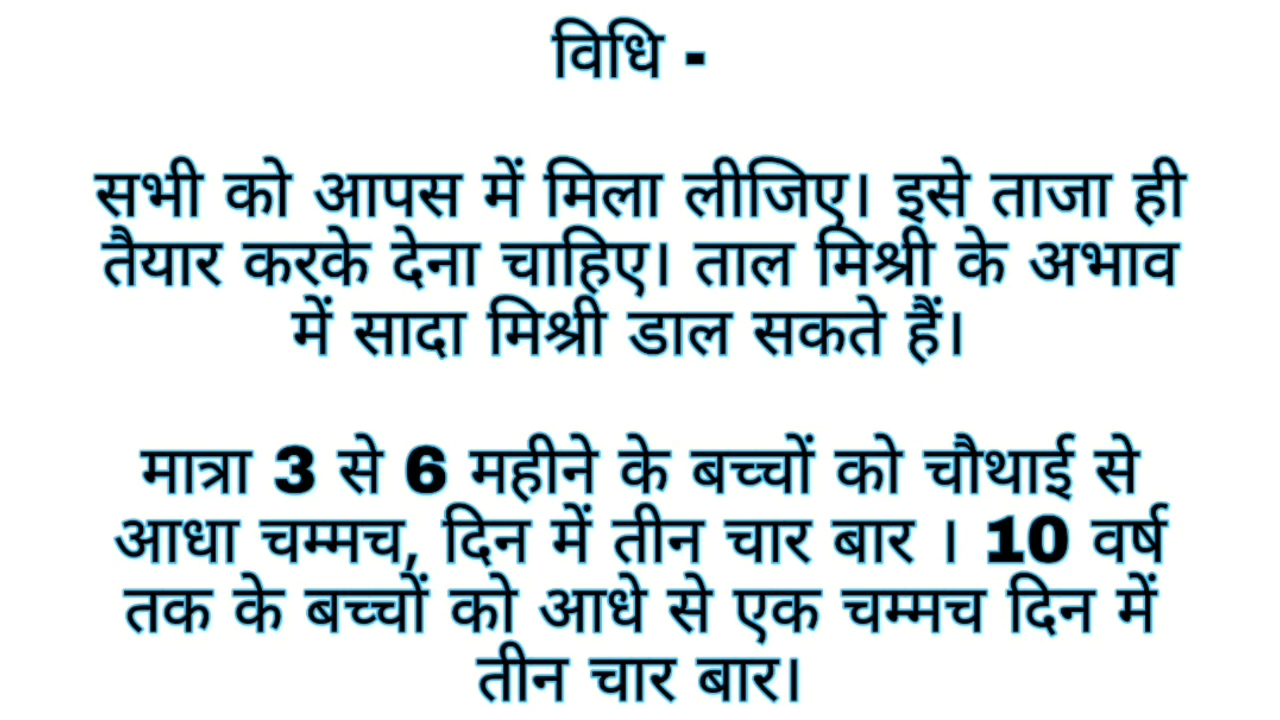 विधि -
सभी को आपस में मिला लीजिए। इसे ताजा ही
तैयार करके देना चाहिए। ताल मिश्री के अभाव
में सादा मिश्री डाल सकते हैं।
मात्रा 3 से 6 महीने के बच्चों को चौथाई से
आधा चम्मच, दिन में तीन चार बार । 10 वर्ष
तक के बच्चों को आधे से एक चम्मच दिन में
तीन चार बार।